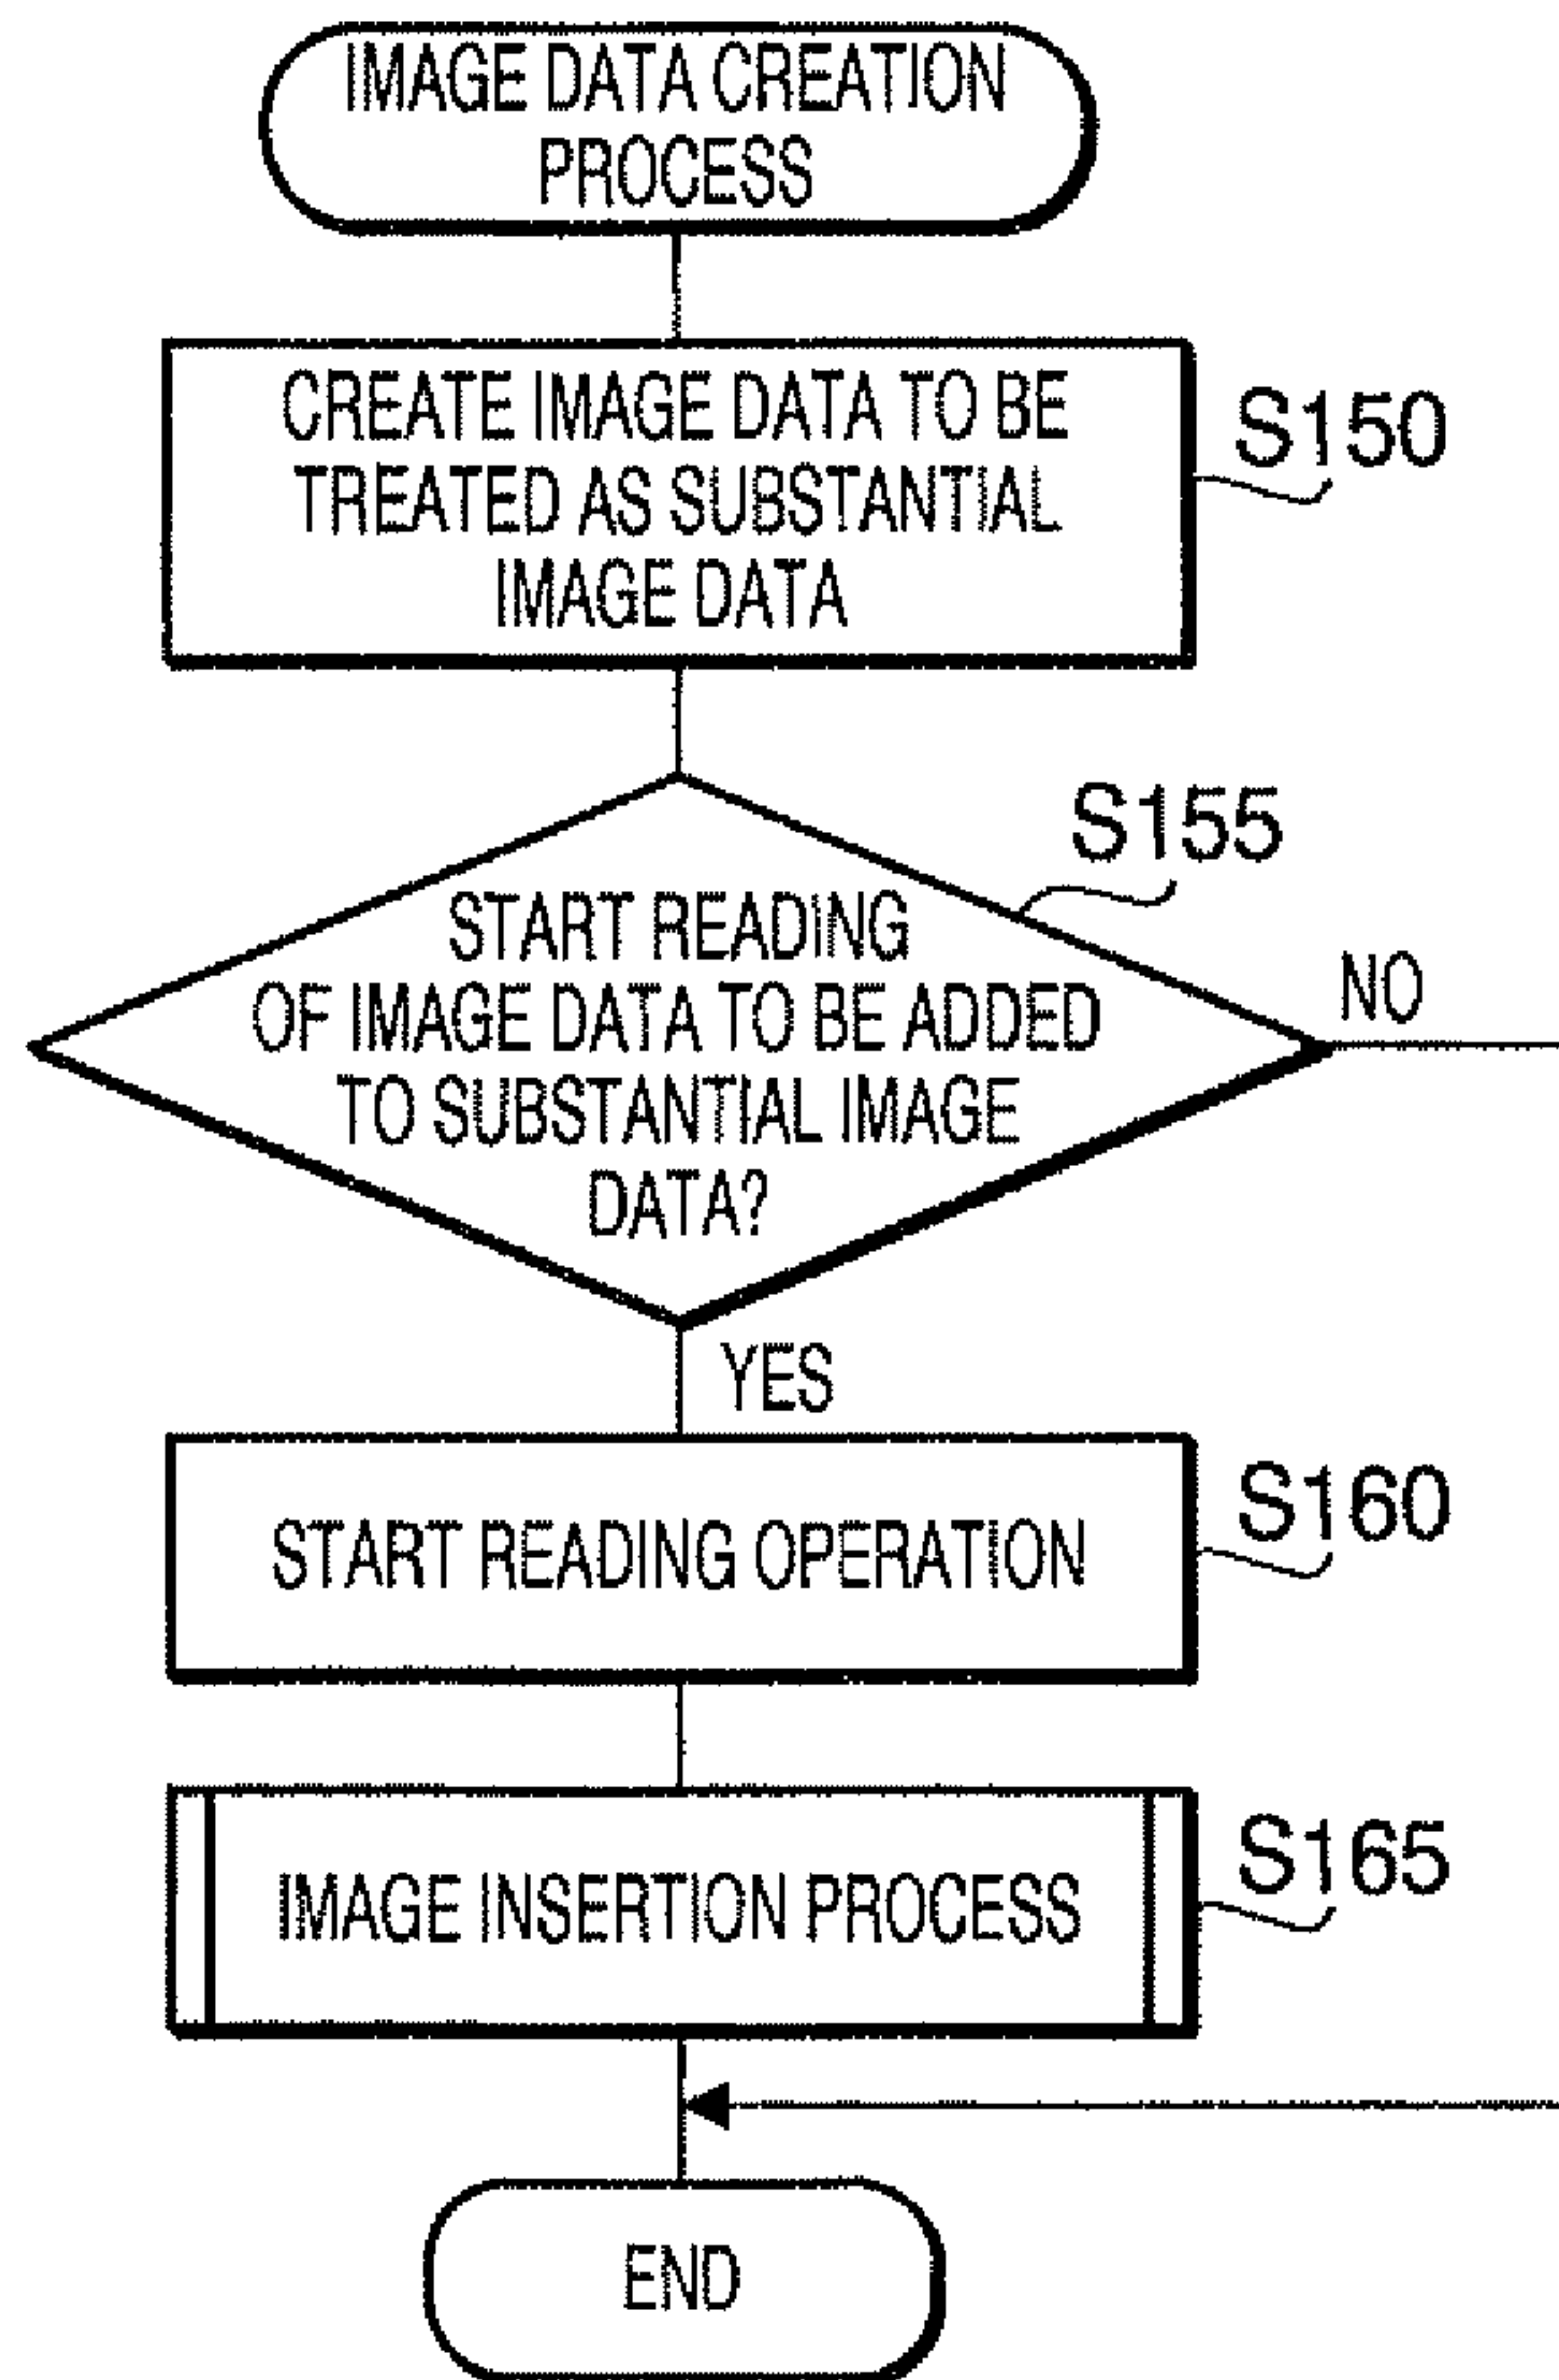 IMAGE DATA CREATION
PROCESS
CREATE IMAGE DATA TO BE
TREATED AS SUBSTANTIAL
IMAGE DATA
S150
S155
START READING
OF IMAGE DATA TO BE ADDED
TO SUBSTANTIAL IMAGE
DATA?
NO
YES
START READING OPERATION
S160
IMAGE INSERTION PROCESS
S165
END